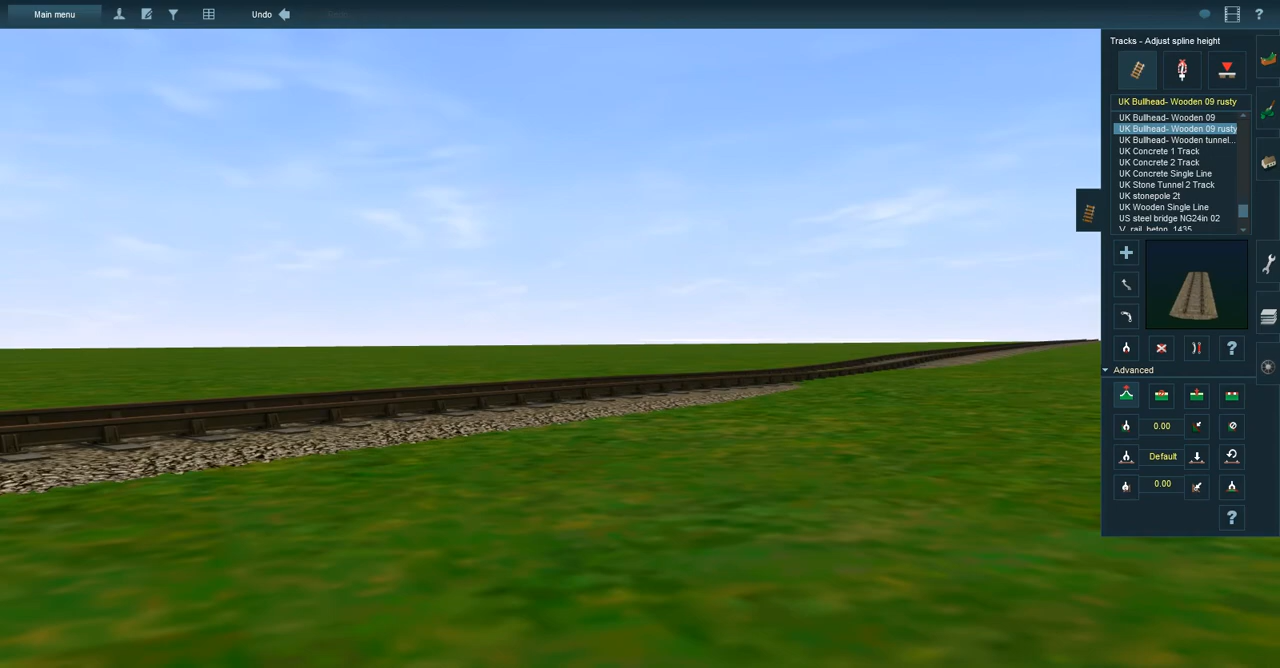 Main menu
Undo
?
Tracks - Adjust spline height
UK Bullhead- Wooden 09 rusty
UK Bullhead- Wooden 09
UK Bullhead- Wooden 09 rusty
UK Bullhead- Wooden tunnel...
UK Concrete 1 Track
UK Concrete 2 Track
UK Concrete Single Line
UK Stone Tunnel 2 Track
UK stonepole 2t
UK Wooden Single Line
US steel bridge NG24in 02
V_rail_beton_1435
?
Advanced
0.00
Default
0.00
?